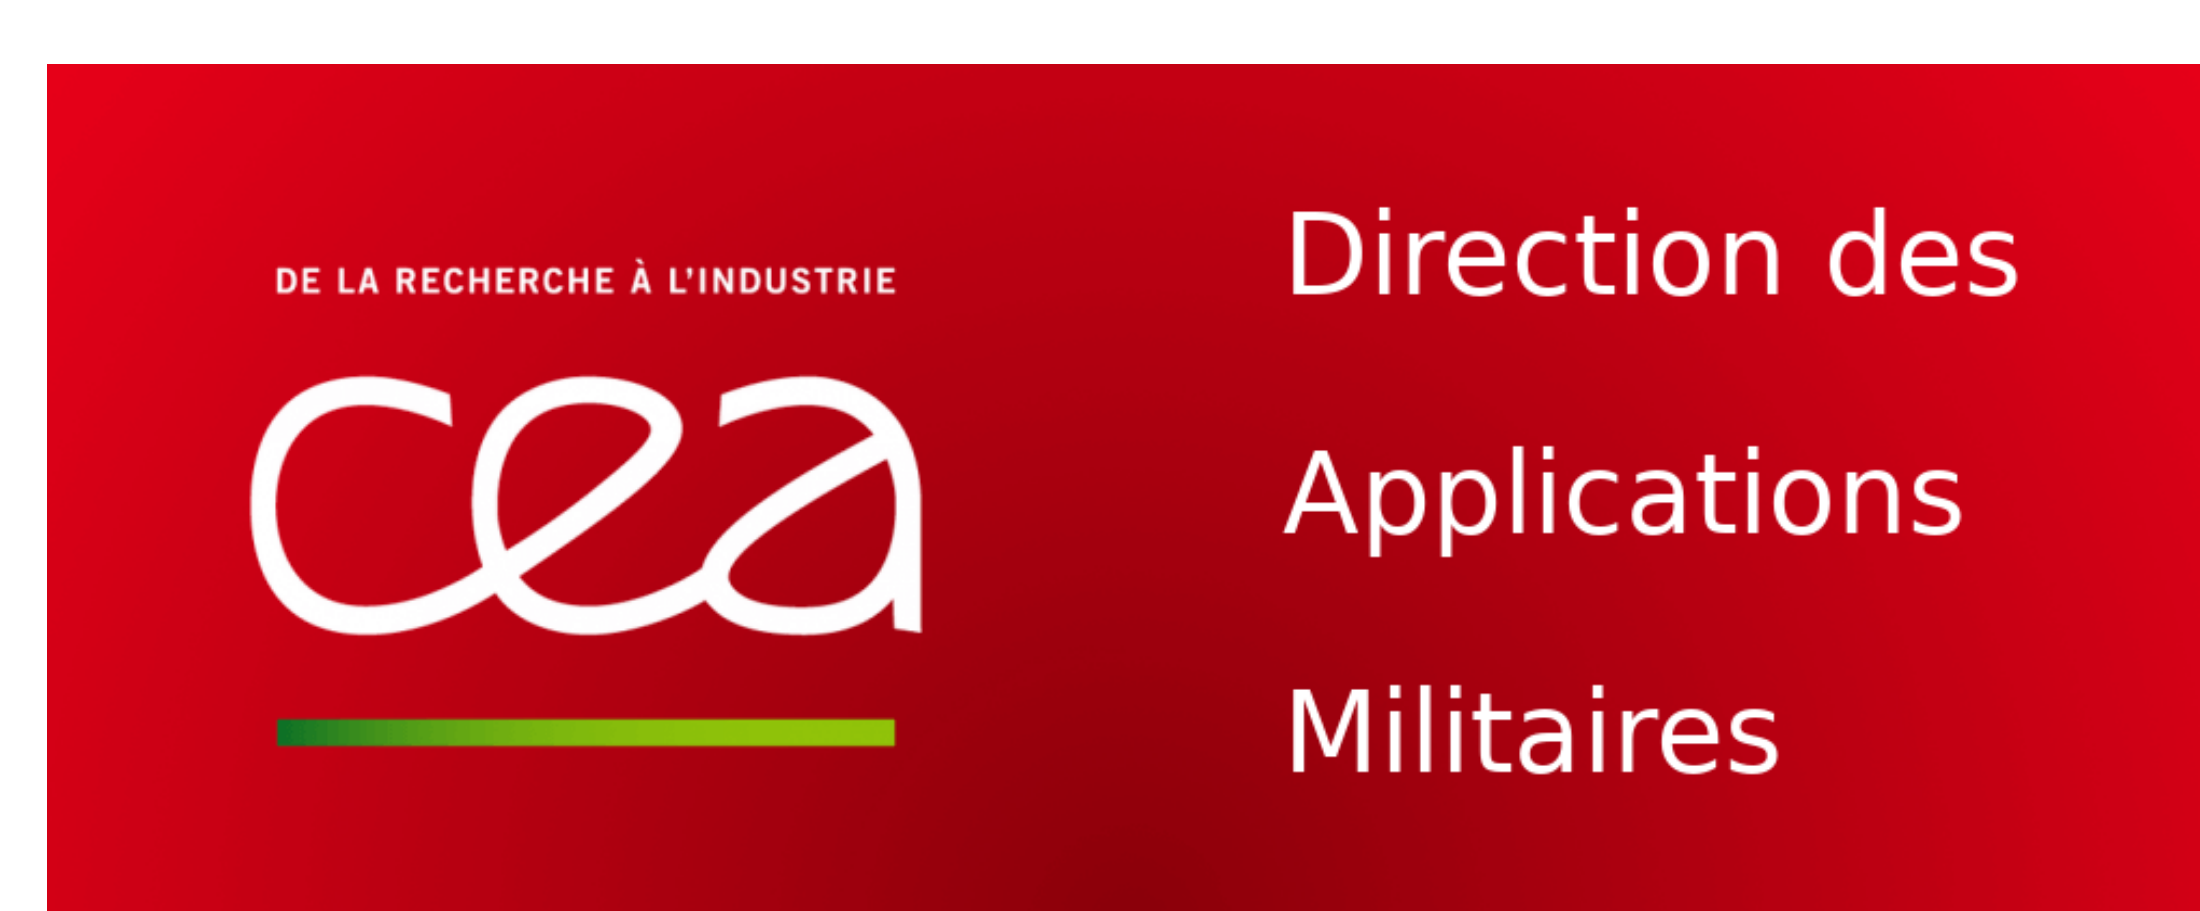 DE LA RECHERCHE À L’INDUSTRIE
cea
Direction des
Applications
Militaires